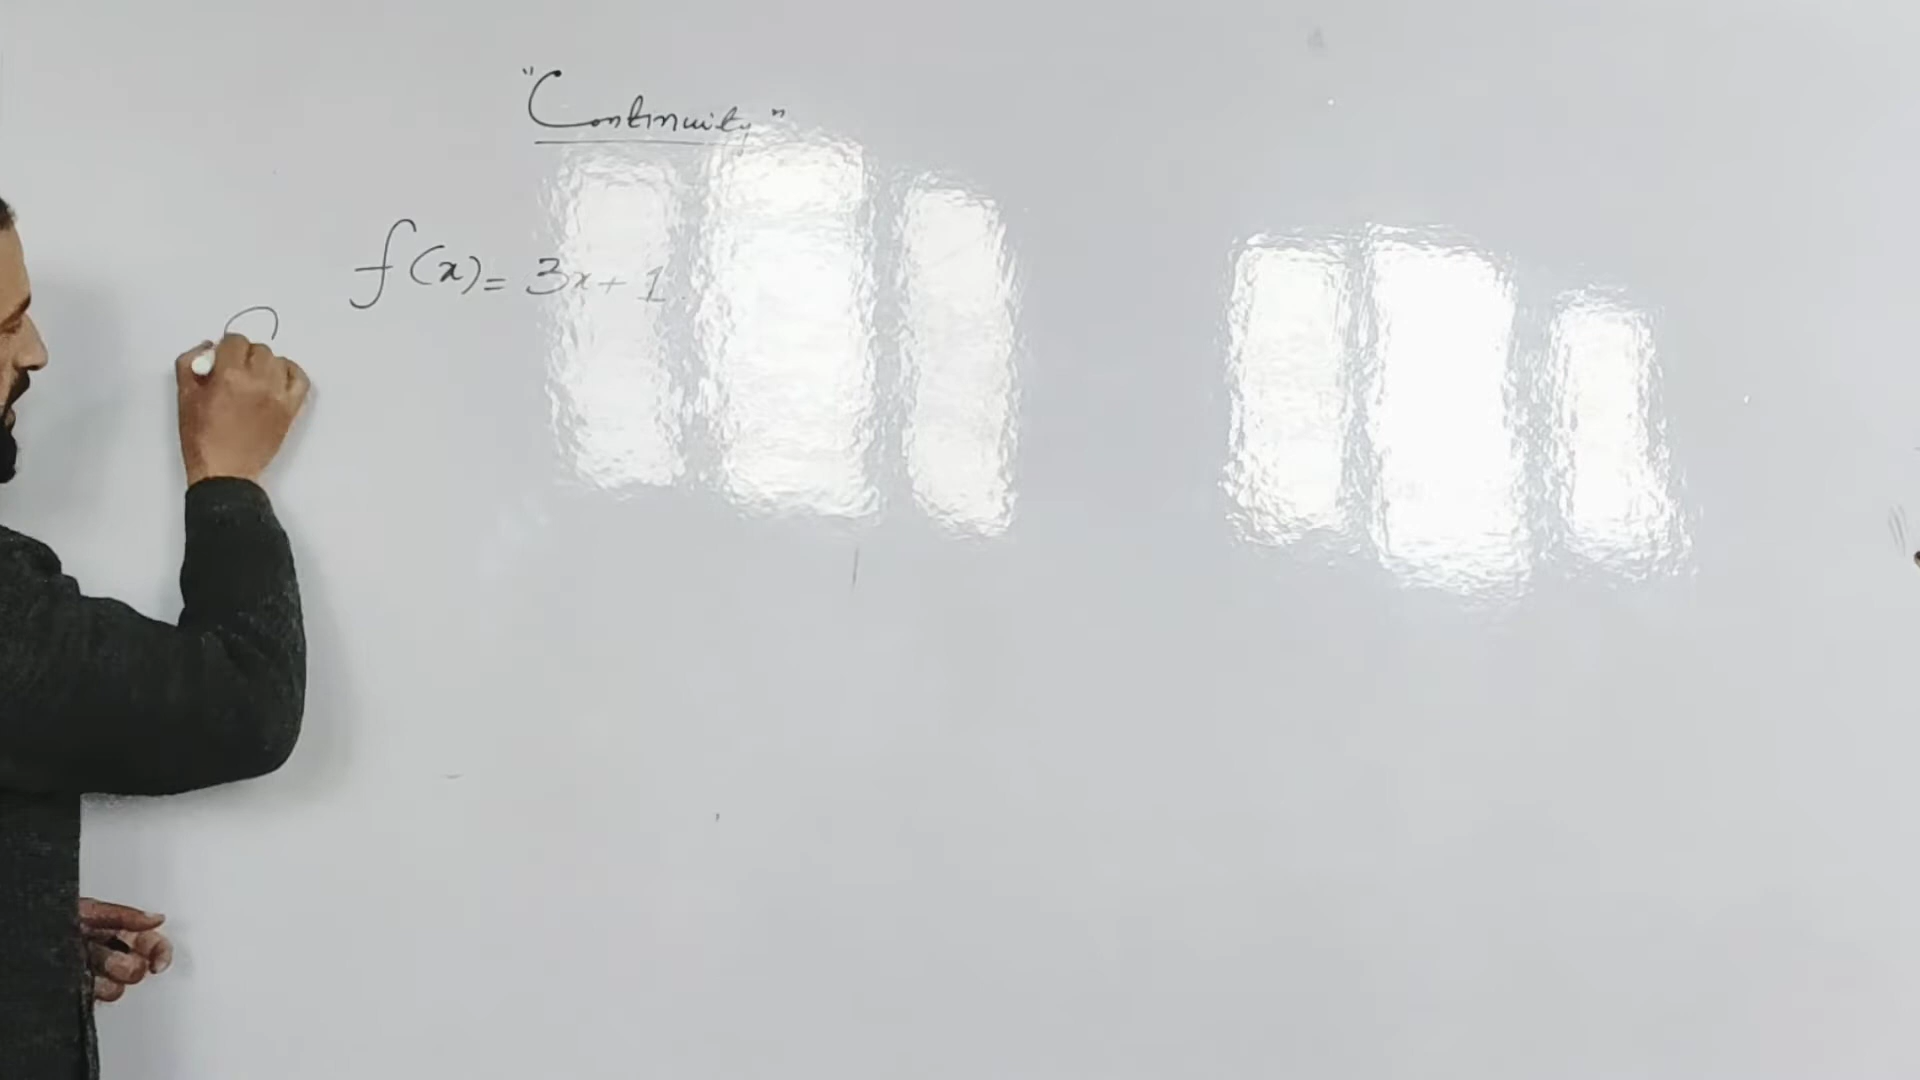 "Continuity"
f(x) = 3x + 1